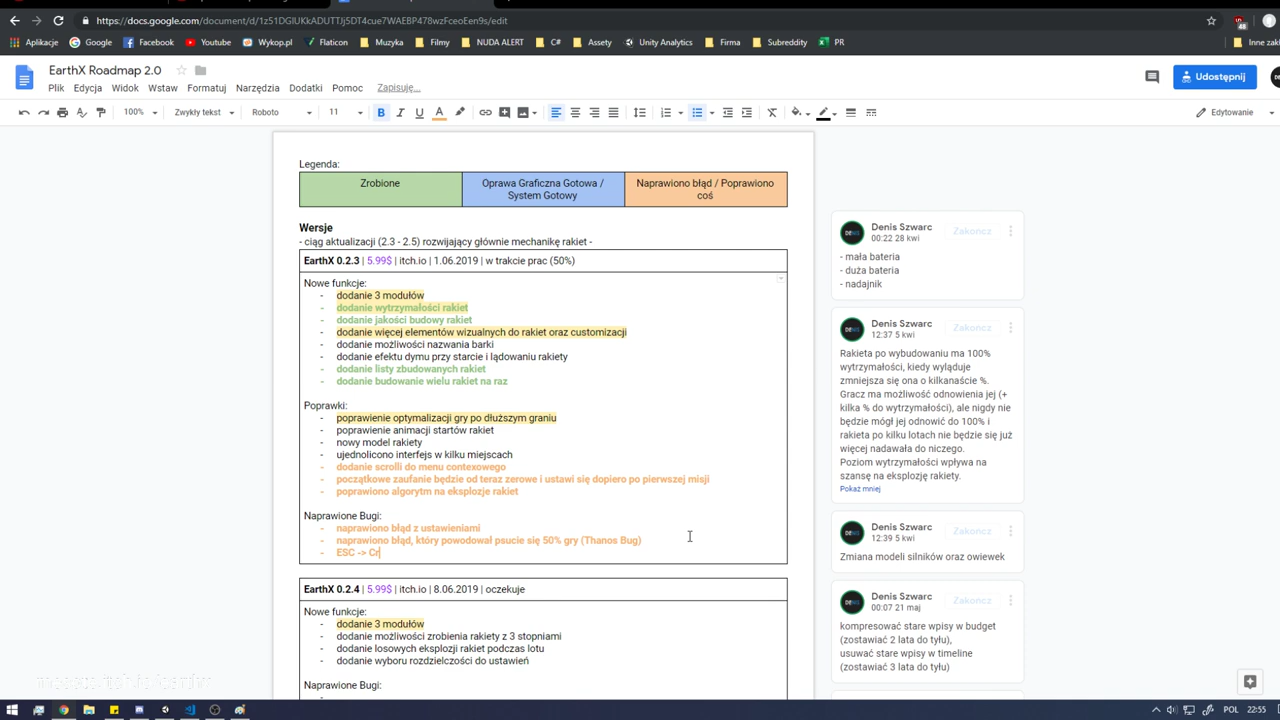 https://docs.google.com/document/d/1z51DGIUKkADUTTJj5DT4cue7WAEBP478wzFceoEen9s/edit
48
Aplikacje Google Facebook Youtube Wykop.pl Flaticon Muzyka Filmy NUDA ALERT C# Assety Unity Analytics Firma Subreddity PR Inne zakł
EarthX Roadmap 2.0
Plik Edycja Widok Wstaw Formatuj Narzędzia Dodatki Pomoc Zapisuję...
Udostępnij
100% Zwykły tekst Roboto 11 Edytowanie
Legenda:
Zrobione
Oprawa Graficzna Gotowa /
System Gotowy
Naprawiono błąd / Poprawiono
coś
Wersje
- ciąg aktualizacji (2.3 - 2.5) rozwijający głównie mechanikę rakiet -
EarthX 0.2.3 | 5.99$ | itch.io | 1.06.2019 | w trakcie prac (50%)
Nowe funkcje:
- dodanie 3 modułów
- dodanie wytrzymałości rakiet
- dodanie jakości budowy rakiet
- dodanie więcej elementów wizualnych do rakiet oraz customizacji
- dodanie możliwości nazwania barki
- dodanie efektu dymu przy starcie i lądowaniu rakiety
- dodanie listy zbudowanych rakiet
- dodanie budowanie wielu rakiet na raz
Poprawki:
- poprawienie optymalizacji gry po dłuższym graniu
- poprawienie animacji startów rakiet
- nowy model rakiety
- ujednolicono interfejs w kilku miejscach
- dodanie scrolli do menu contexowego
- początkowe zaufanie będzie od teraz zerowe i ustawi się dopiero po pierwszej misji
- poprawiono algorytm na eksplozje rakiet
Naprawione Bugi:
- naprawiono błąd z ustawieniami
- naprawiono błąd, który powodował psucie się 50% gry (Thanos Bug)
- ESC -> Cr
EarthX 0.2.4 | 5.99$ | itch.io | 8.06.2019 | oczekuje
Nowe funkcje:
- dodanie 3 modułów
- dodanie możliwości zrobienia rakiety z 3 stopniami
- dodanie losowych eksplozji rakiet podczas lotu
- dodanie wyboru rozdzielczości do ustawień
Naprawione Bugi:
Denis Szwarc
00:22 28 kwi
Zakończ
- mała bateria
- duża bateria
- nadajnik
Denis Szwarc
12:37 5 kwi
Zakończ
Rakieta po wybudowaniu ma 100%
wytrzymałości, kiedy wyląduje
zmniejsza się ona o kilkanaście %.
Gracz ma możliwość odnowienia jej (+
kilka % do wytrzymałości), ale nigdy nie
będzie mógł jej odnowić do 100% i
rakieta po kilku lotach nie będzie się już
więcej nadawała do niczego.
Poziom wytrzymałości wpływa na
szansę na eksplozję rakiety.
Pokaż mniej
Denis Szwarc
12:39 5 kwi
Zakończ
Zmiana modeli silników oraz owiewek
Denis Szwarc
00:07 21 maj
Zakończ
kompresować stare wpisy w budget
(zostawiać 2 lata do tyłu),
usuwać stare wpisy w timeline
(zostawiać 3 lata do tyłu)
POL 22:55